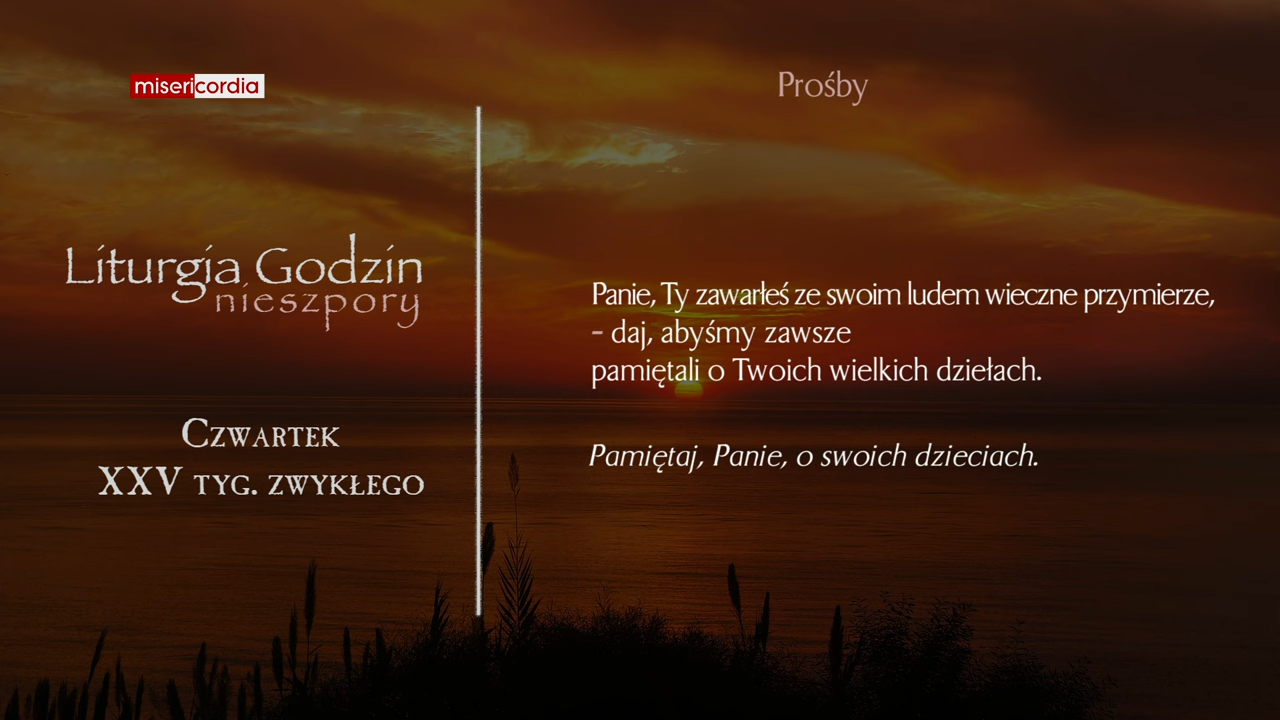 misericordia
Liturgia Godzin
nieszpory
Czwartek
XXV tyg. zwykłego
Prośby
Panie, Ty zawarłeś ze swoim ludem wieczne przymierze,
– daj, abyśmy zawsze
pamiętali o Twoich wielkich dziełach.
Pamiętaj, Panie, o swoich dzieciach.